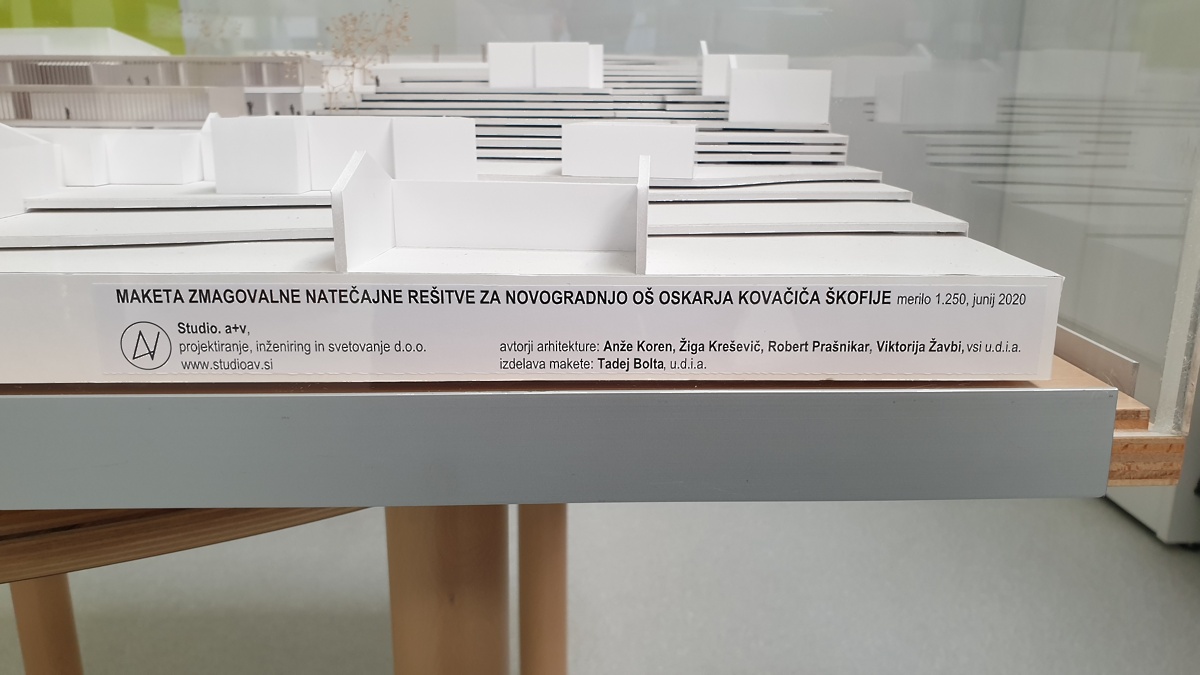 MAKETA ZMAGOVALNE NATEČAJNE REŠITVE ZA NOVOGRADNJO OŠ OSKARJA KOVAČIČA ŠKOFIJE merilo 1.250, junij 2020
Studio. a+v,
projektiranje, inženiring in svetovanje d.o.o.
www.studioav.si
avtorji arhitekture: Anže Koren, Žiga Kreševič, Robert Prašnikar, Viktorija Žavbi, vsi u.d.i.a.
izdelava makete: Tadej Bolta, u.d.i.a.